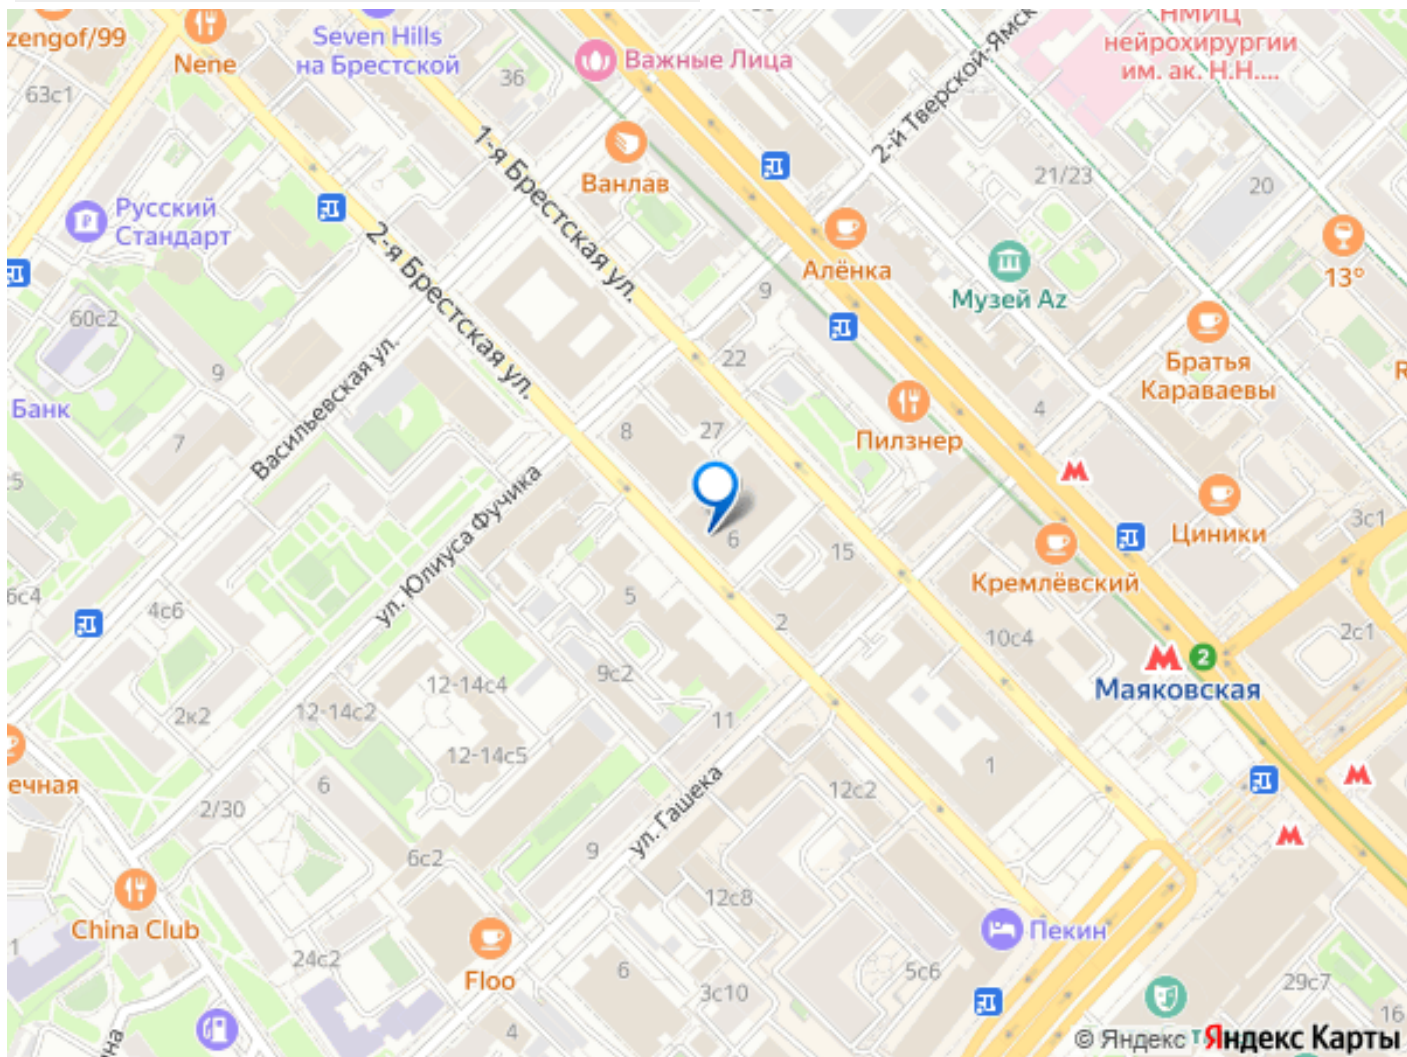 zengof/99
Nene
Seven Hills
на Брестской
Важные Лица
НМИЦ
нейрохирургии
им. ак. Н.Н....
63с1
36
1-я Брестская ул.
2-й Тверской-Ямск
Ванлав
21/23
20
Русский
Стандарт
2-я Брестская ул.
Алёнка
Музей Az
13°
60с2
9
22
Братья
Караваевы
R
9
Васильевская ул.
Банк
7
8
27
4
Пилзнер
5
ул. Юлиуса Фучика
6
15
Циники
3с1
Кремлёвский
6с4
4с6
5
2
10с4
2с1
2
Маяковская
9с2
12-14с4
12-14с2
2к2
11
12-14с5
ечная
6
1
12с2
2/30
ул. Гашека
6с2
9
12с8
China Club
Пекин
1
24с2
Floo
6
3с10
5с6
29с7
4
16
© Яндекс
Яндекс Карты